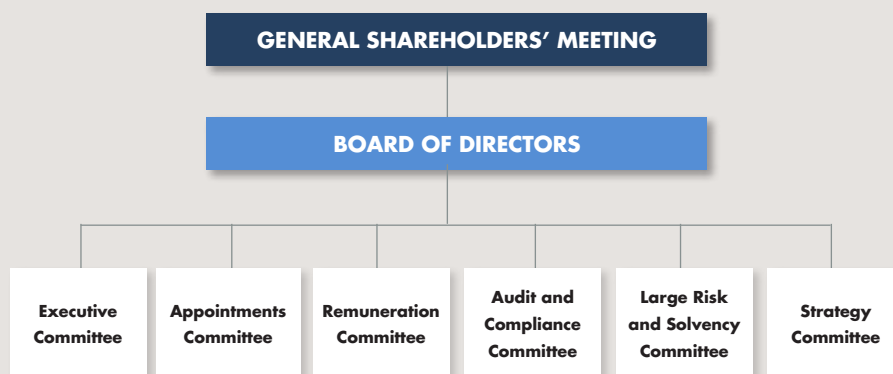 GENERAL SHAREHOLDERS’ MEETING
BOARD OF DIRECTORS
Executive
Committee
Appointments
Committee
Remuneration
Committee
Audit and
Compliance
Committee
Large Risk
and Solvency
Committee
Strategy
Committee